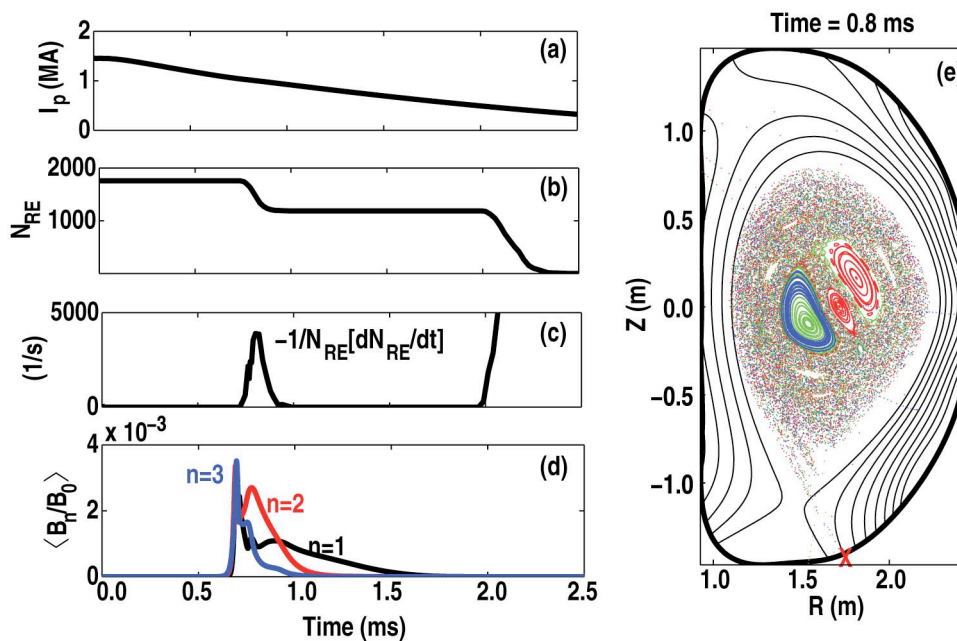 2
1
0
I_p (MA)
(a)
2000
1000
N_RE
(b)
5000
0
(1/s)
−1/N_RE[dN_RE/dt]
(c)
x 10^−3
4
2
0
⟨B_n/B_0⟩
n=3
n=2
n=1
(d)
0.0 0.5 1.0 1.5 2.0 2.5
Time (ms)
Time = 0.8 ms
(e)
1.0
0.5
0.0
−0.5
−1.0
Z (m)
X
1.0 1.5 2.0
R (m)